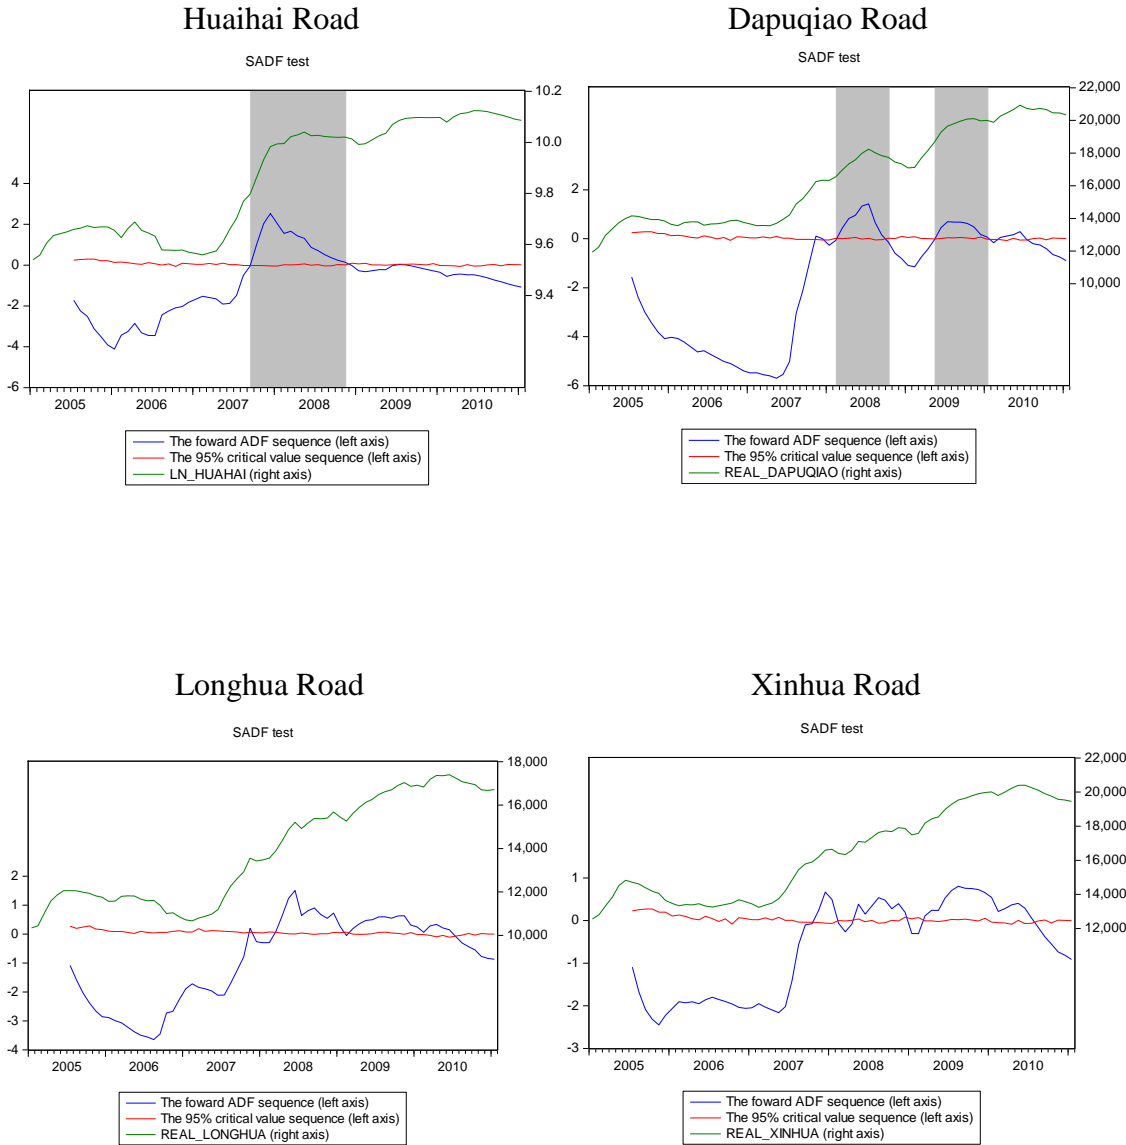 Huaihai Road
SADF test
10.2
10.0
9.8
9.6
9.4
4
2
0
-2
-4
-6
2005 2006 2007 2008 2009 2010
The foward ADF sequence (left axis)
The 95% critical value sequence (left axis)
LN_HUAHAI (right axis)
Dapuqiao Road
SADF test
22,000
20,000
18,000
16,000
14,000
12,000
10,000
2
0
-2
-4
-6
2005 2006 2007 2008 2009 2010
The foward ADF sequence (left axis)
The 95% critical value sequence (left axis)
REAL_DAPUQIAO (right axis)
Longhua Road
SADF test
18,000
16,000
14,000
12,000
10,000
2
1
0
-1
-2
-3
-4
2005 2006 2007 2008 2009 2010
The foward ADF sequence (left axis)
The 95% critical value sequence (left axis)
REAL_LONGHUA (right axis)
Xinhua Road
SADF test
22,000
20,000
18,000
16,000
14,000
12,000
1
0
-1
-2
-3
2005 2006 2007 2008 2009 2010
The foward ADF sequence (left axis)
The 95% critical value sequence (left axis)
REAL_XINHUA (right axis)